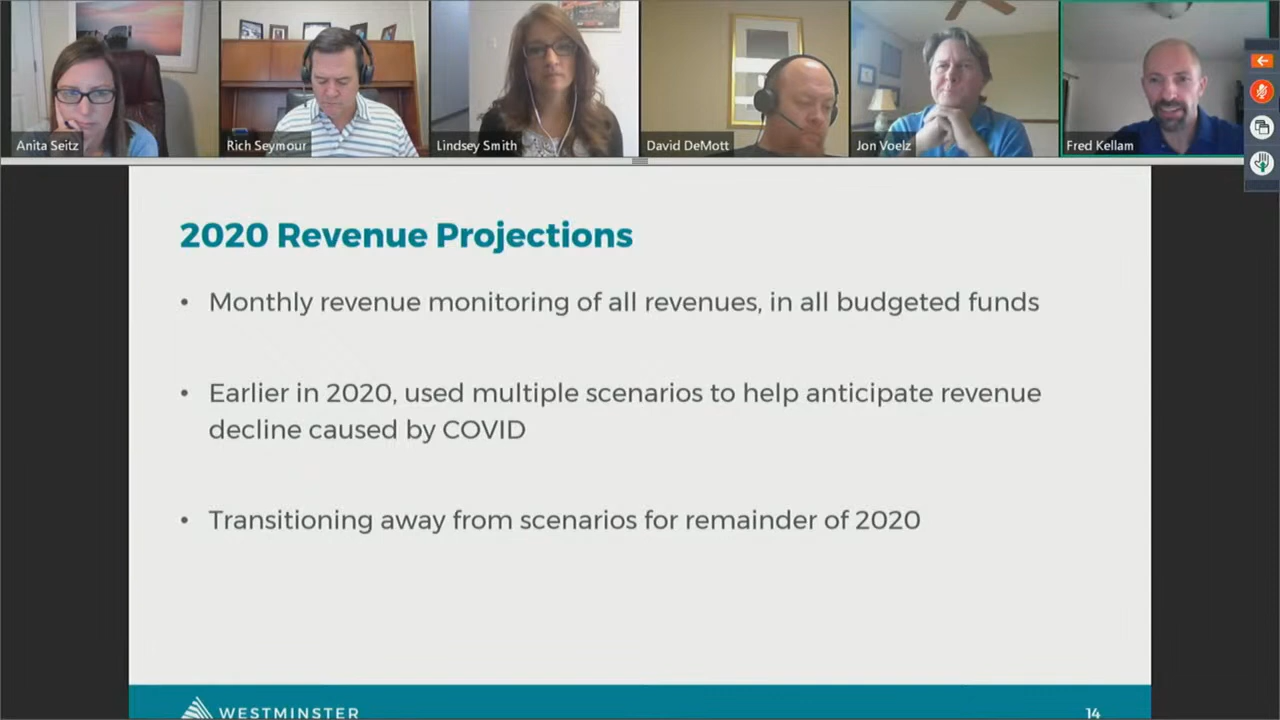 Anita Seitz
Rich Seymour
Lindsey Smith
David DeMott
Jon Voelz
Fred Kellam
2020 Revenue Projections
• Monthly revenue monitoring of all revenues, in all budgeted funds
• Earlier in 2020, used multiple scenarios to help anticipate revenue
decline caused by COVID
• Transitioning away from scenarios for remainder of 2020
WESTMINSTER
14